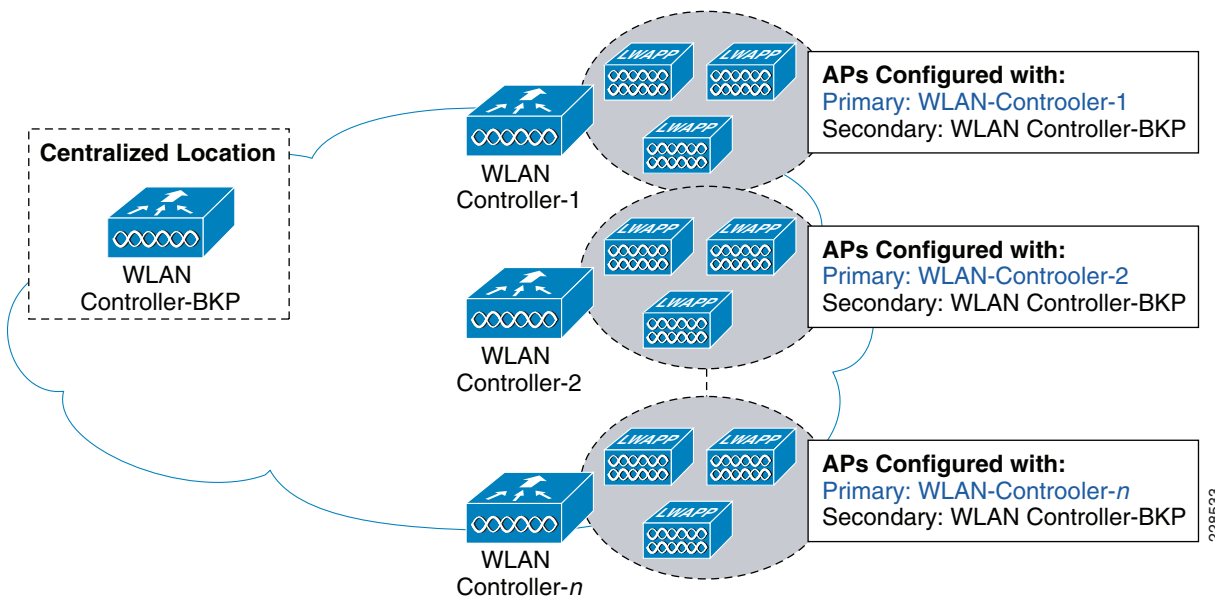 LWAPP LWAPP
LWAPP
WLAN
Controller-1
APs Configured with:
Primary: WLAN-Controoler-1
Secondary: WLAN Controller-BKP
Centralized Location
WLAN
Controller-BKP
LWAPP LWAPP
LWAPP
WLAN
Controller-2
APs Configured with:
Primary: WLAN-Controoler-2
Secondary: WLAN Controller-BKP
LWAPP LWAPP
LWAPP
WLAN
Controller-n
APs Configured with:
Primary: WLAN-Controoler-n
Secondary: WLAN Controller-BKP